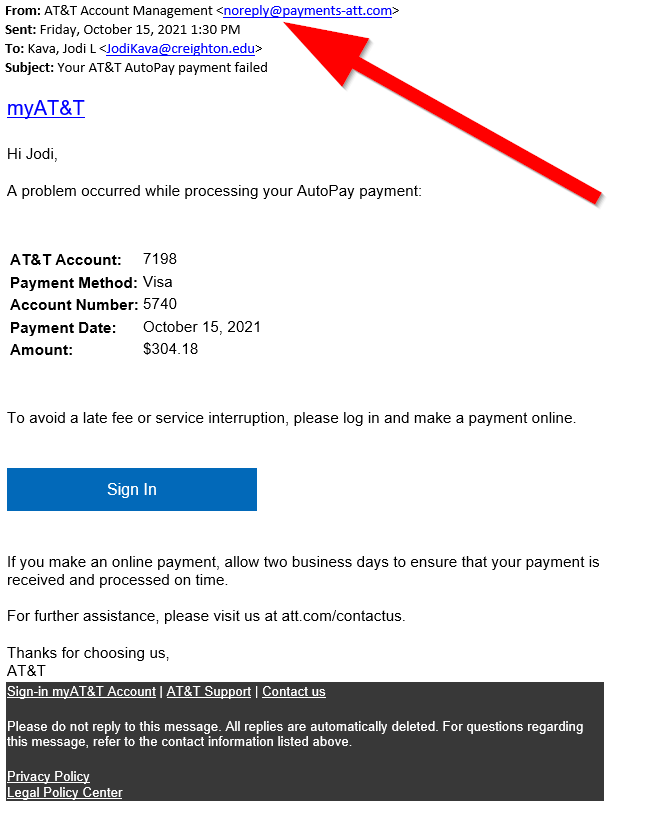 From: AT&T Account Management <noreply@payments-att.com>
Sent: Friday, October 15, 2021 1:30 PM
To: Kava, Jodi L <JodiKava@creighton.edu>
Subject: Your AT&T AutoPay payment failed
myAT&T
Hi Jodi,
A problem occurred while processing your AutoPay payment:
AT&T Account: 7198
Payment Method: Visa
Account Number: 5740
Payment Date: October 15, 2021
Amount: $304.18
To avoid a late fee or service interruption, please log in and make a payment online.
Sign In
If you make an online payment, allow two business days to ensure that your payment is
received and processed on time.
For further assistance, please visit us at att.com/contactus.
Thanks for choosing us,
AT&T
Sign-in myAT&T Account | AT&T Support | Contact us
Please do not reply to this message. All replies are automatically deleted. For questions regarding
this message, refer to the contact information listed above.
Privacy Policy
Legal Policy Center